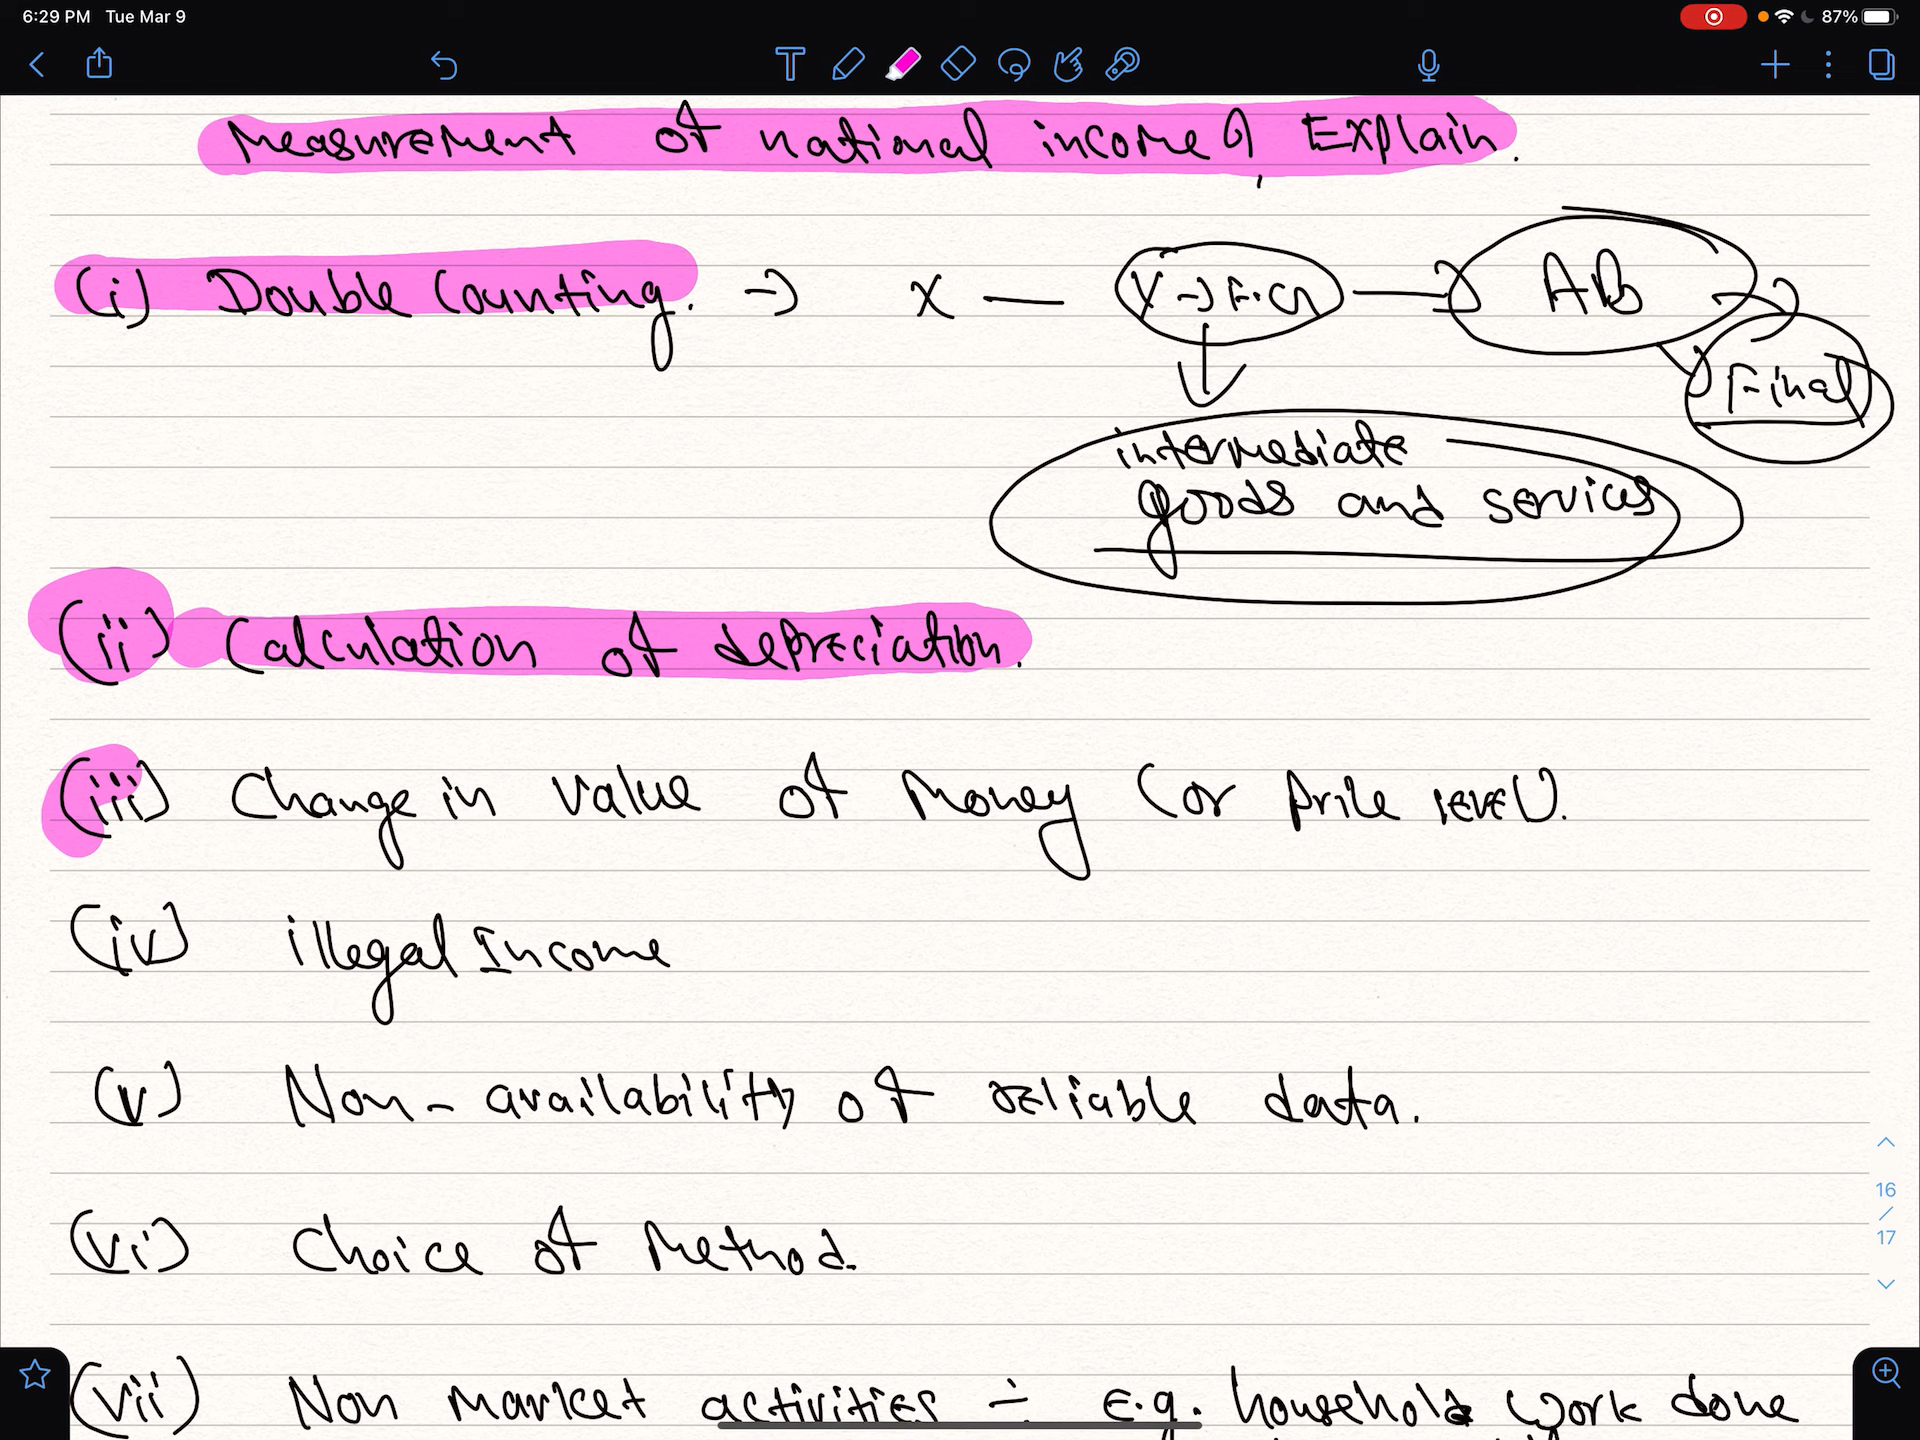 6:29 PM Tue Mar 9
87%
Measurement of national income? Explain.
(i) Double Counting. → X — Y → F.G → AB
Final
intermediate
goods and services
(ii) Calculation of depreciation.
(iii) Change in Value of Money (or Price level).
(iv) illegal Income
(v) Non-availability of reliable data.
(vi) Choice of Method.
(vii) Non Market activities ÷ E.g. household work done
16
/
17